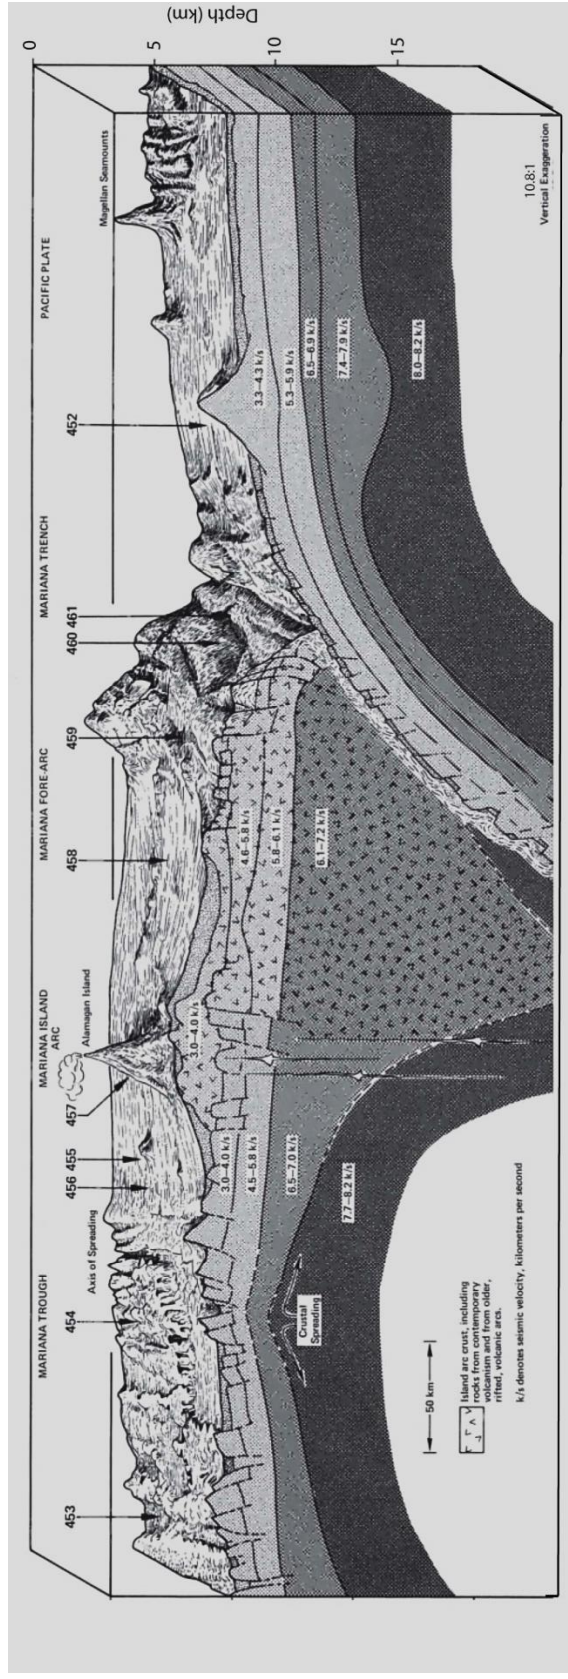 MARIANA TROUGH
MARIANA ISLAND
ARC
MARIANA FORE-ARC
MARIANA TRENCH
PACIFIC PLATE
453
454
456
455
457
458
459
460
461
452
Axis of Spreading
Alamagan Island
Magellan Seamounts
0
5
10
15
Depth (km)
3.0–4.0 k/s
4.5–5.8 k/s
6.5–7.0 k/s
7.7–8.2 k/s
3.0–4.0 k/s
4.6–5.8 k/s
5.8–6.1 k/s
6.1–7.2 k/s
3.3–4.3 k/s
5.3–5.9 k/s
6.5–6.9 k/s
7.4–7.9 k/s
8.0–8.2 k/s
Crustal
Spreading
50 km
Island arc crust, including
rocks from contemporary
volcanism and from older,
rifted, volcanic arcs.
k/s denotes seismic velocity, kilometers per second
10.8:1
Vertical Exaggeration